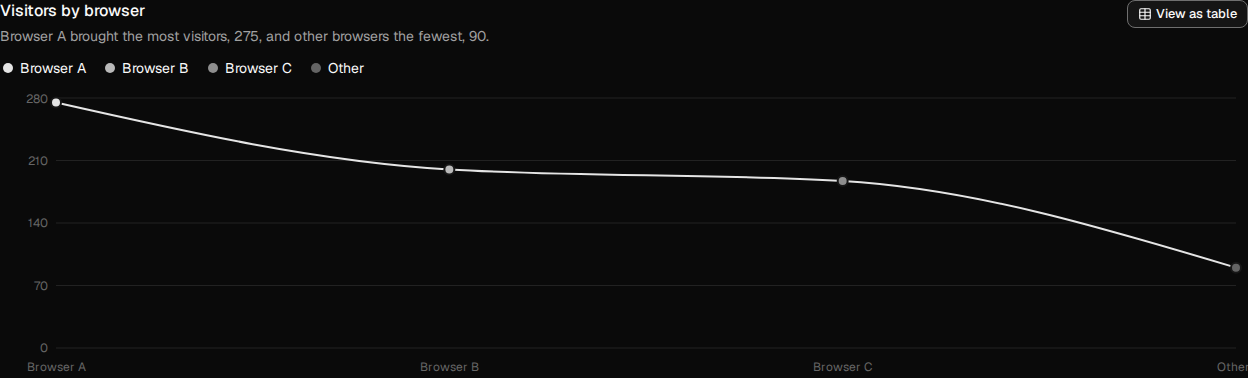 Visitors by browser
View as table
Browser A brought the most visitors, 275, and other browsers the fewest, 90.
Browser A
Browser B
Browser C
Other
280
210
140
70
0
Browser A
Browser B
Browser C
Other